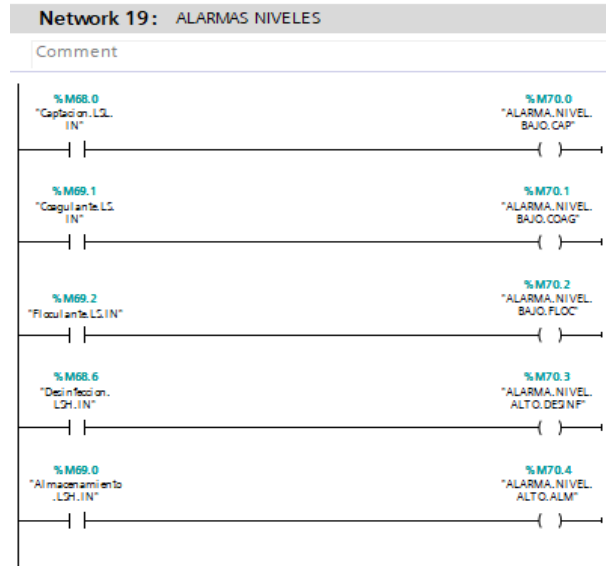 Network 19: ALARMAS NIVELES
Comment
%M68.0
"Captacion.LSL.
IN"
%M70.0
"ALARMA.NIVEL.
BAJO.CAP"
%M69.1
"Coagulante.LS.
IN"
%M70.1
"ALARMA.NIVEL.
BAJO.COAG"
%M69.2
"Floculante.LS.IN"
%M70.2
"ALARMA.NIVEL.
BAJO.FLOC"
%M68.6
"Desinfeccion.
LSH.IN"
%M70.3
"ALARMA.NIVEL.
ALTO.DESINF"
%M69.0
"Almacenamiento
.LSH.IN"
%M70.4
"ALARMA.NIVEL.
ALTO.ALM"